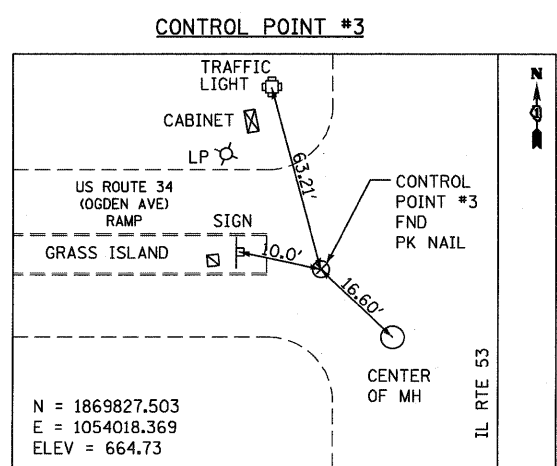 CONTROL POINT #3
TRAFFIC
LIGHT
N
CABINET
LP
63.21'
CONTROL
POINT #3
FND
PK NAIL
US ROUTE 34
(OGDEN AVE)
RAMP
SIGN
GRASS ISLAND
10.0'
16.60'
CENTER
OF MH
IL RTE 53
N = 1869827.503
E = 1054018.369
ELEV = 664.73